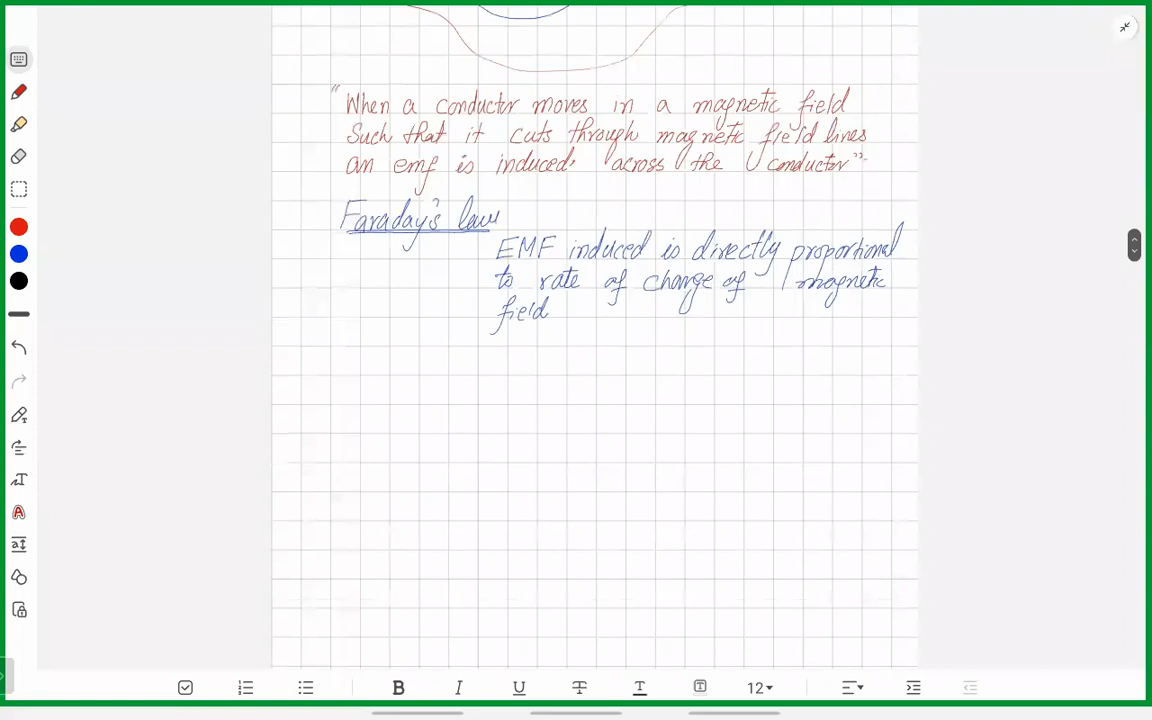 "When a conductor moves in a magnetic field
Such that it cuts through magnetic field lines
an emf is induced across the conductor"
Faraday's law
EMF induced is directly proportional
to rate of change of magnetic
field
B I U T T T 12